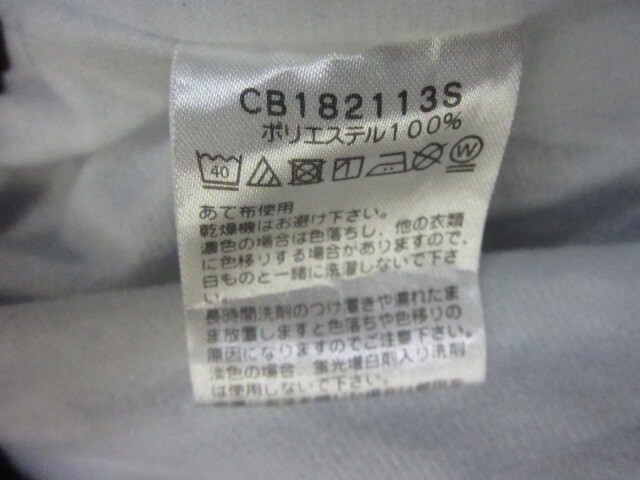 CB182113S
ポリエステル100%
40
W
あて布使用
乾燥機はお避け下さい。
濃色の場合は色落ちし、他の衣類
に色移りする場合がありますので、
白ものと一緒に洗濯しないで下さ
い。
長時間洗剤のつけ置きや濡れたま
ま放置しますと色落ちや色移りの
原因になりますのでご注意下さい。
淡色の場合、蛍光増白剤入り洗剤
は使用しないで下さい。